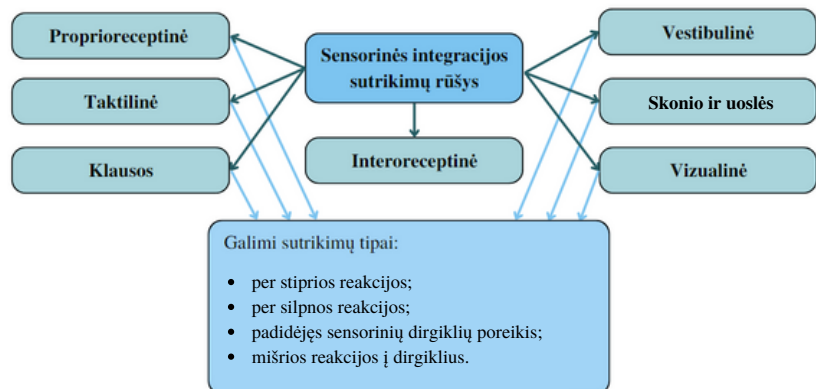 Proprioreceptinė
Sensorinės integracijos
sutrikimų rūšys
Vestibulinė
Taktilinė
Skonio ir uoslės
Klausos
Interoreceptinė
Vizualinė
Galimi sutrikimų tipai:
• per stiprios reakcijos;
• per silpnos reakcijos;
• padidėjęs sensorinių dirgiklių poreikis;
• mišrios reakcijos į dirgiklius.